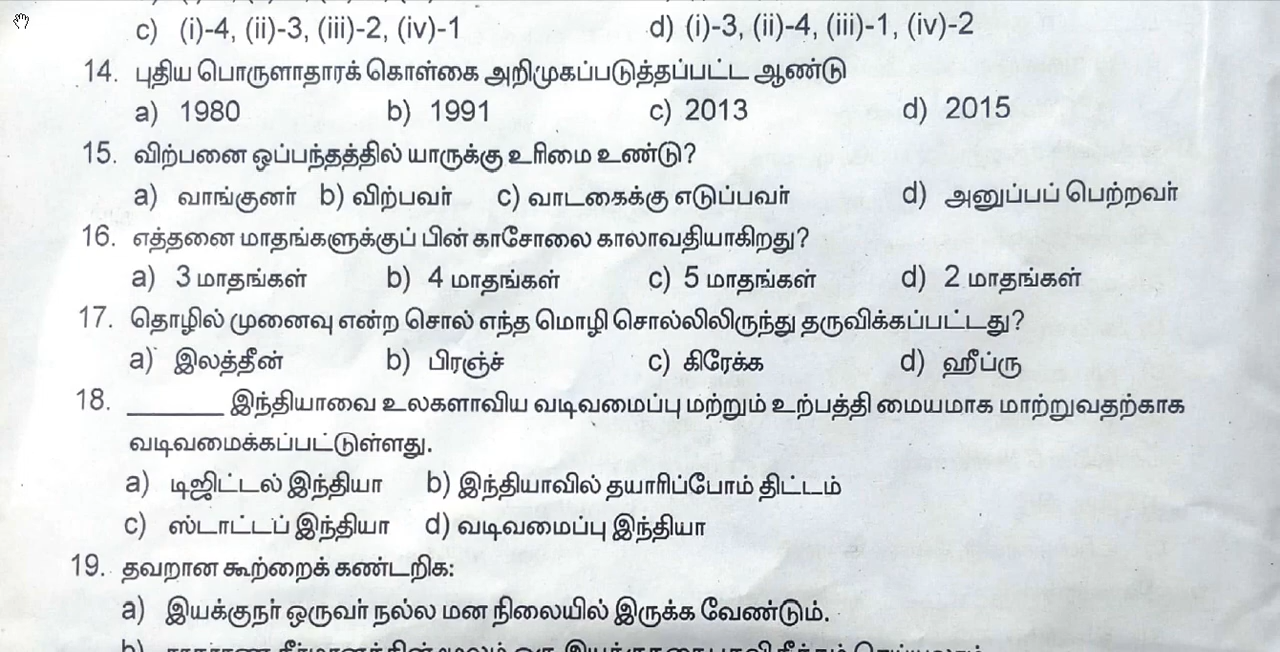 c) (i)-4, (ii)-3, (iii)-2, (iv)-1 d) (i)-3, (ii)-4, (iii)-1, (iv)-2
14. புதிய பொருளாதாரக் கொள்கை அறிமுகப்படுத்தப்பட்ட ஆண்டு
a) 1980 b) 1991 c) 2013 d) 2015
15. விற்பனை ஒப்பந்தத்தில் யாருக்கு உரிமை உண்டு?
a) வாங்குனர் b) விற்பவர் c) வாடகைக்கு எடுப்பவர் d) அனுப்பப் பெற்றவர்
16. எத்தனை மாதங்களுக்குப் பின் காசோலை காலாவதியாகிறது?
a) 3 மாதங்கள் b) 4 மாதங்கள் c) 5 மாதங்கள் d) 2 மாதங்கள்
17. தொழில் முனைவு என்ற சொல் எந்த மொழி சொல்லிலிருந்து தருவிக்கப்பட்டது?
a) இலத்தீன் b) பிரஞ்ச் c) கிரேக்க d) ஹீப்ரு
18. _______ இந்தியாவை உலகளாவிய வடிவமைப்பு மற்றும் உற்பத்தி மையமாக மாற்றுவதற்காக
வடிவமைக்கப்பட்டுள்ளது.
a) டிஜிட்டல் இந்தியா b) இந்தியாவில் தயாரிப்போம் திட்டம்
c) ஸ்டாட்டப் இந்தியா d) வடிவமைப்பு இந்தியா
19. தவறான கூற்றைக் கண்டறிக:
a) இயக்குநர் ஒருவர் நல்ல மன நிலையில் இருக்க வேண்டும்.